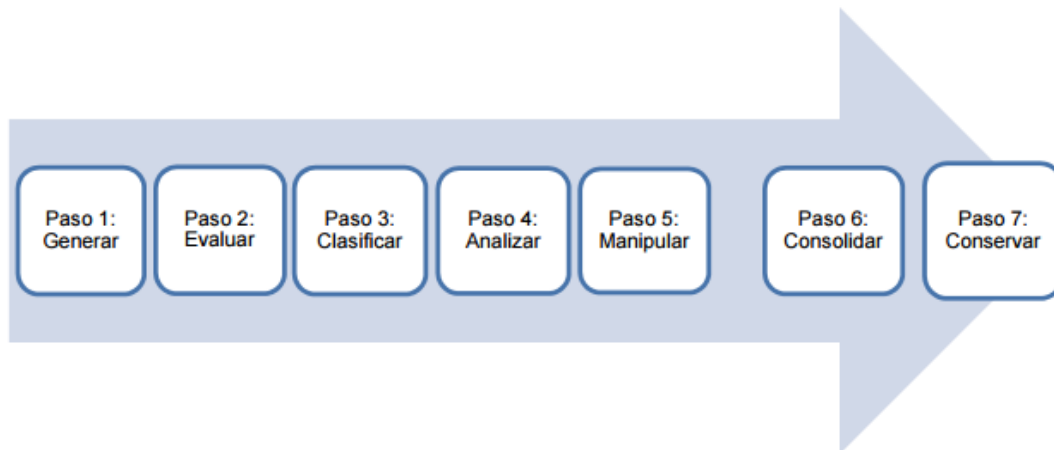 Paso 1:
Generar
Paso 2:
Evaluar
Paso 3:
Clasificar
Paso 4:
Analizar
Paso 5:
Manipular
Paso 6:
Consolidar
Paso 7:
Conservar